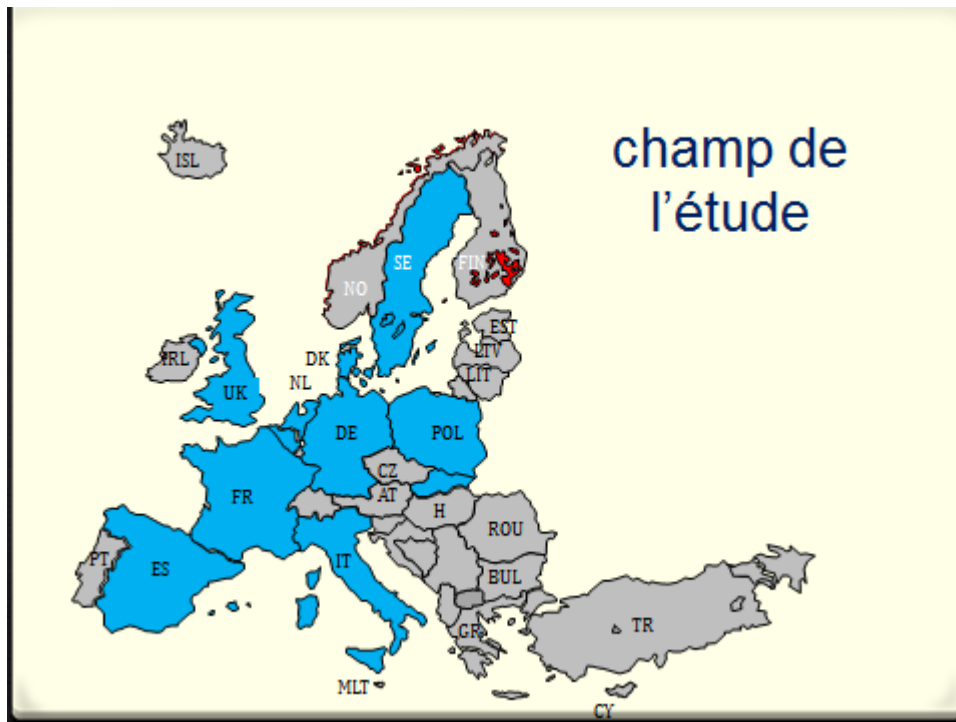 champ de
l'étude
ISL
SE
FIN
NO
EST
DK
LTV
IRL
LIT
NL
UK
DE
POL
CZ
FR
AT
H
ROU
PT
ES
IT
BUL
GR
TR
MLT
CY